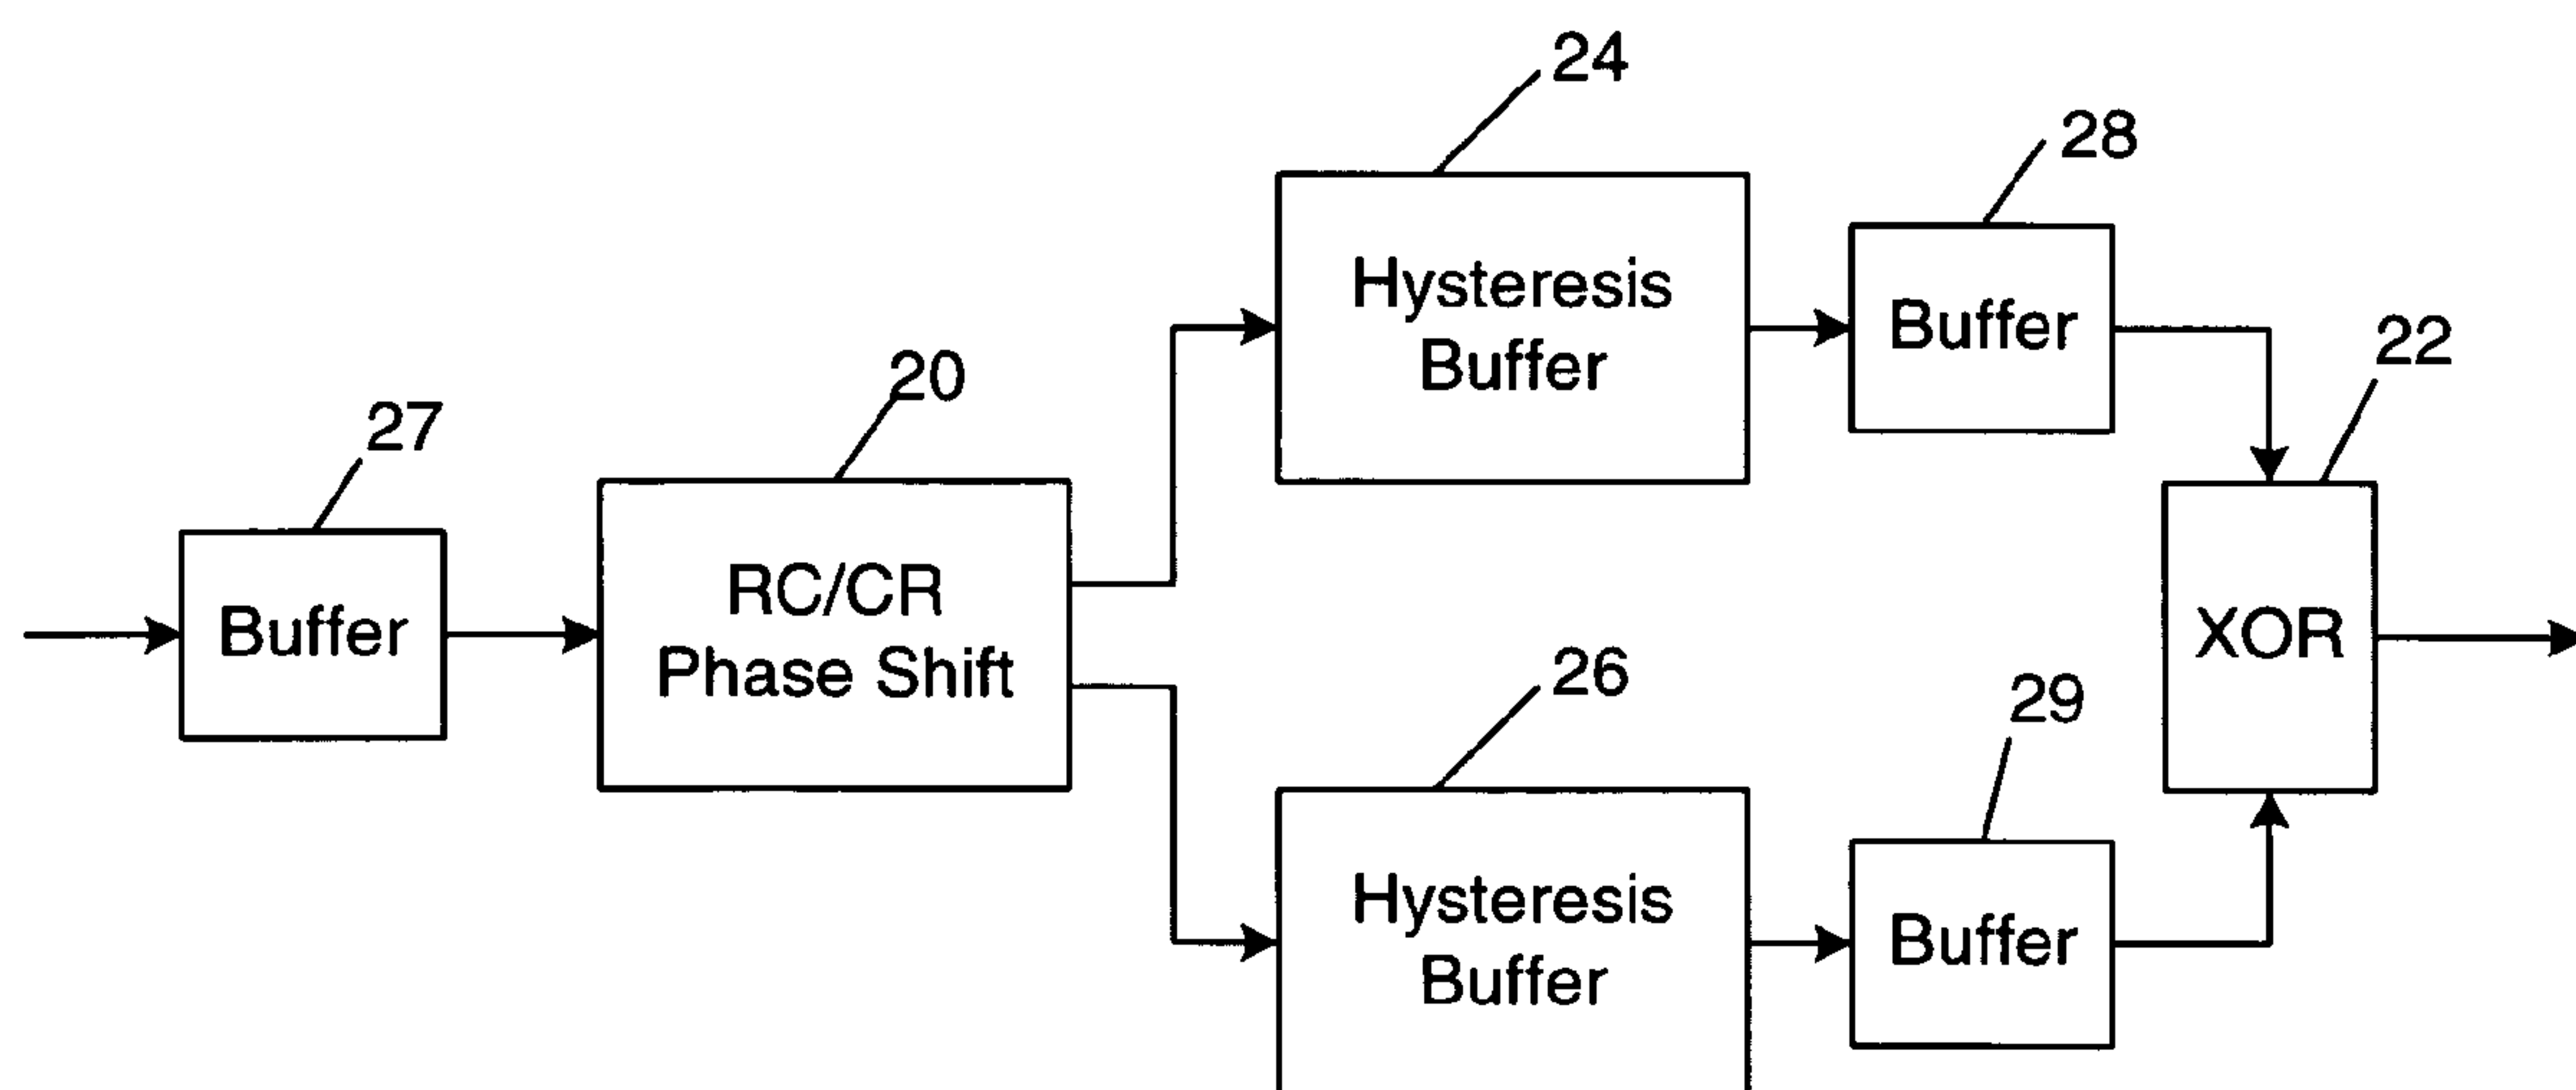 24
28
Hysteresis
Buffer
Buffer
22
20
27
Buffer
RC/CR
Phase Shift
XOR
26
29
Hysteresis
Buffer
Buffer